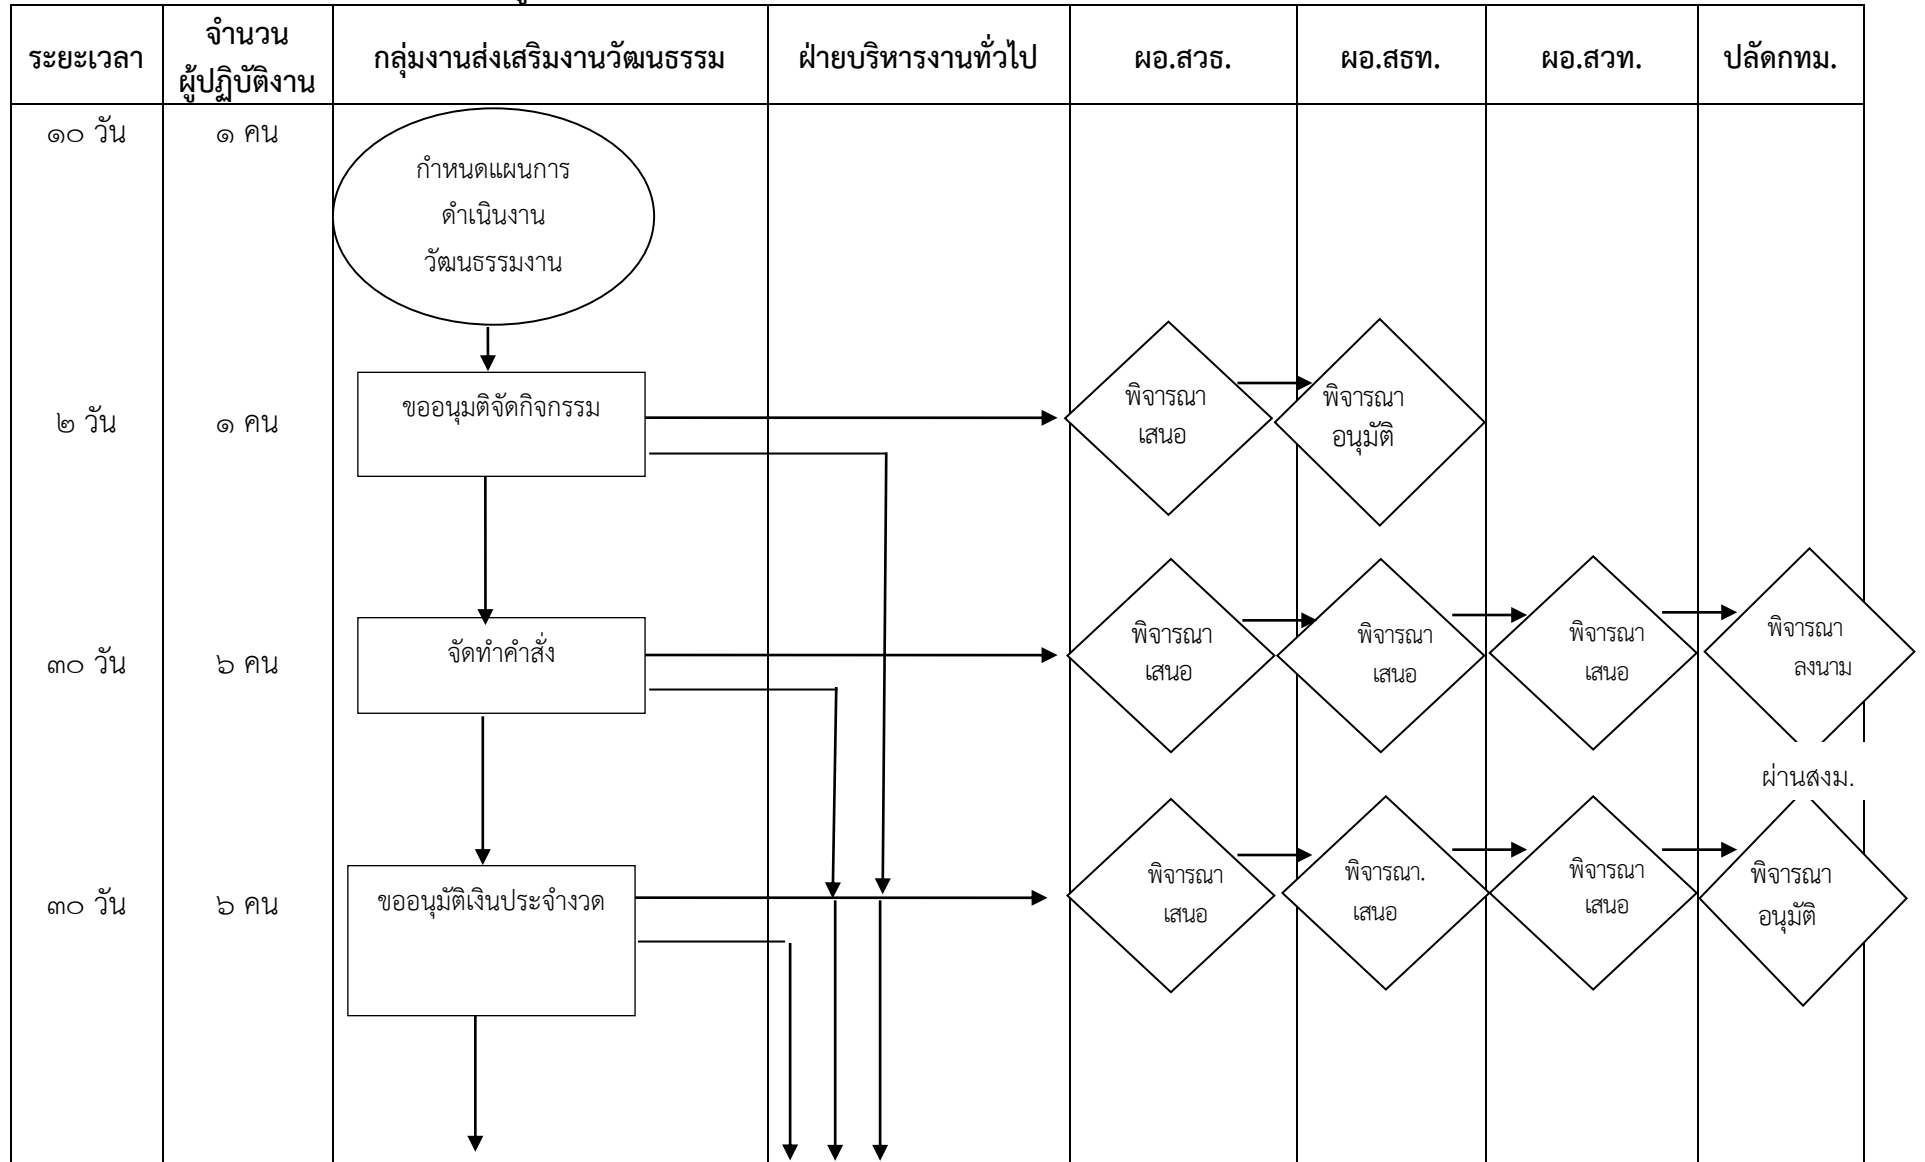 ระยะเวลา
จำนวน
ผู้ปฏิบัติงาน
กลุ่มงานส่งเสริมงานวัฒนธรรม
ฝ่ายบริหารงานทั่วไป
ผอ.สวธ.
ผอ.สธท.
ผอ.สวท.
ปลัดกทม.
๑๐ วัน
๑ คน
กำหนดแผนการ
ดำเนินงาน
วัฒนธรรมงาน
๒ วัน
๑ คน
ขออนุมติจัดกิจกรรม
พิจารณา
เสนอ
พิจารณา
อนุมัติ
๓๐ วัน
๖ คน
จัดทำคำสั่ง
พิจารณา
เสนอ
พิจารณา
เสนอ
พิจารณา
เสนอ
พิจารณา
ลงนาม
ผ่านสงม.
๓๐ วัน
๖ คน
ขออนุมัติเงินประจำงวด
พิจารณา
เสนอ
พิจารณา.
เสนอ
พิจารณา
เสนอ
พิจารณา
อนุมัติ